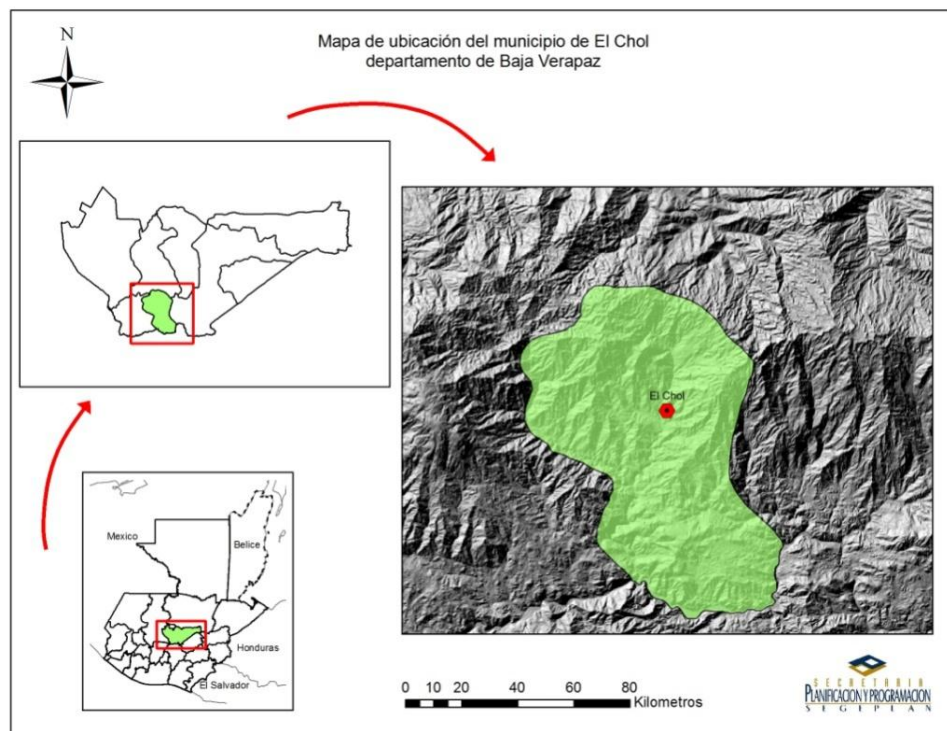 N
Mapa de ubicación del municipio de El Chol
departamento de Baja Verapaz
El Chol
Mexico
Belice
Honduras
El Salvador
0 10 20 40 60 80
Kilometros
SECRETARIA
PLANIFICACION Y PROGRAMACION
SEGEPLAN